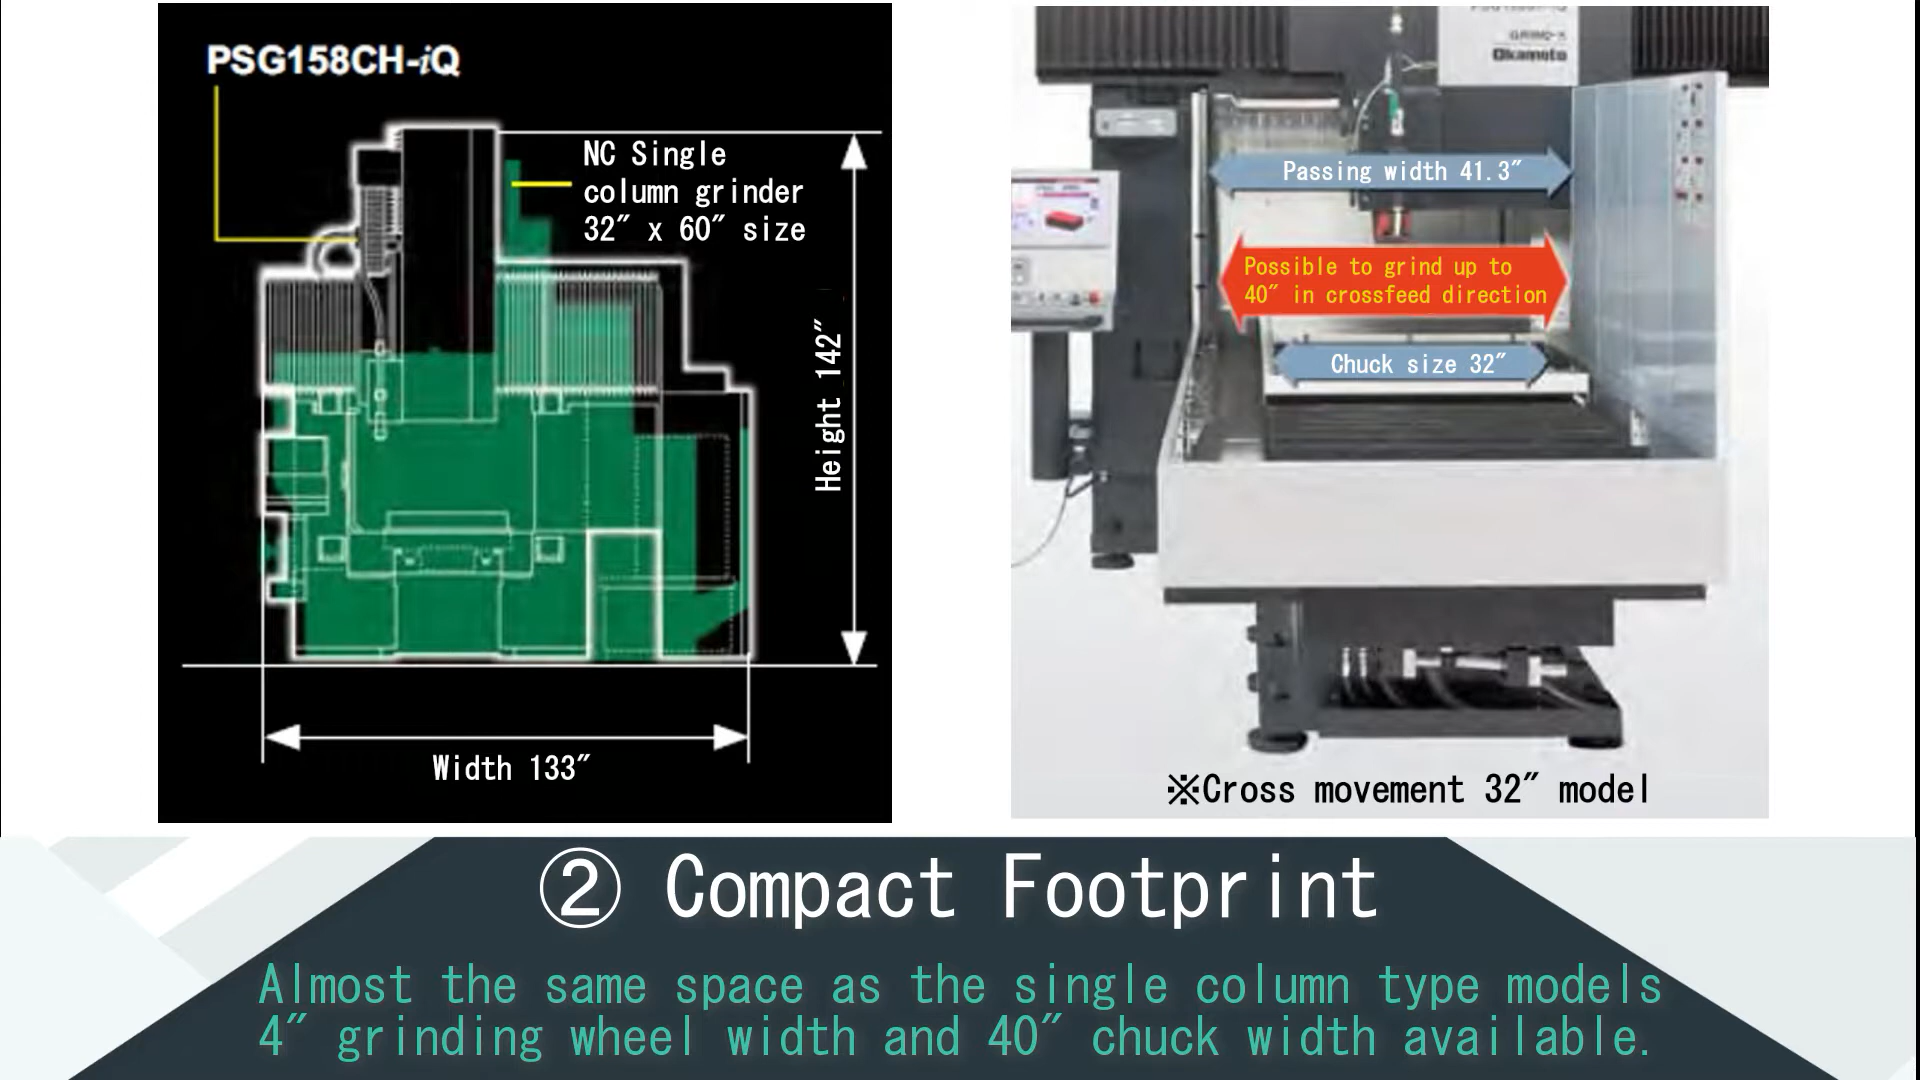 PSG158CH-iQ
NC Single
column grinder
32″ x 60″ size
Height 142″
Width 133″
Okamoto
Passing width 41.3″
Possible to grind up to
40″ in crossfeed direction
Chuck size 32″
※Cross movement 32″ model
② Compact Footprint
Almost the same space as the single column type models
4″ grinding wheel width and 40″ chuck width available.